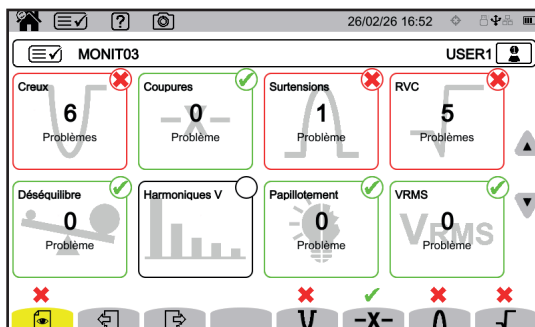 26/02/26 16:52
MONIT03
USER1
Creux
6
Problèmes
Coupures
0
Problème
Surtensions
1
Problème
RVC
5
Problèmes
Déséquilibre
0
Problème
Harmoniques V
Papillotement
0
Problème
VRMS
VRMS
0
Problème